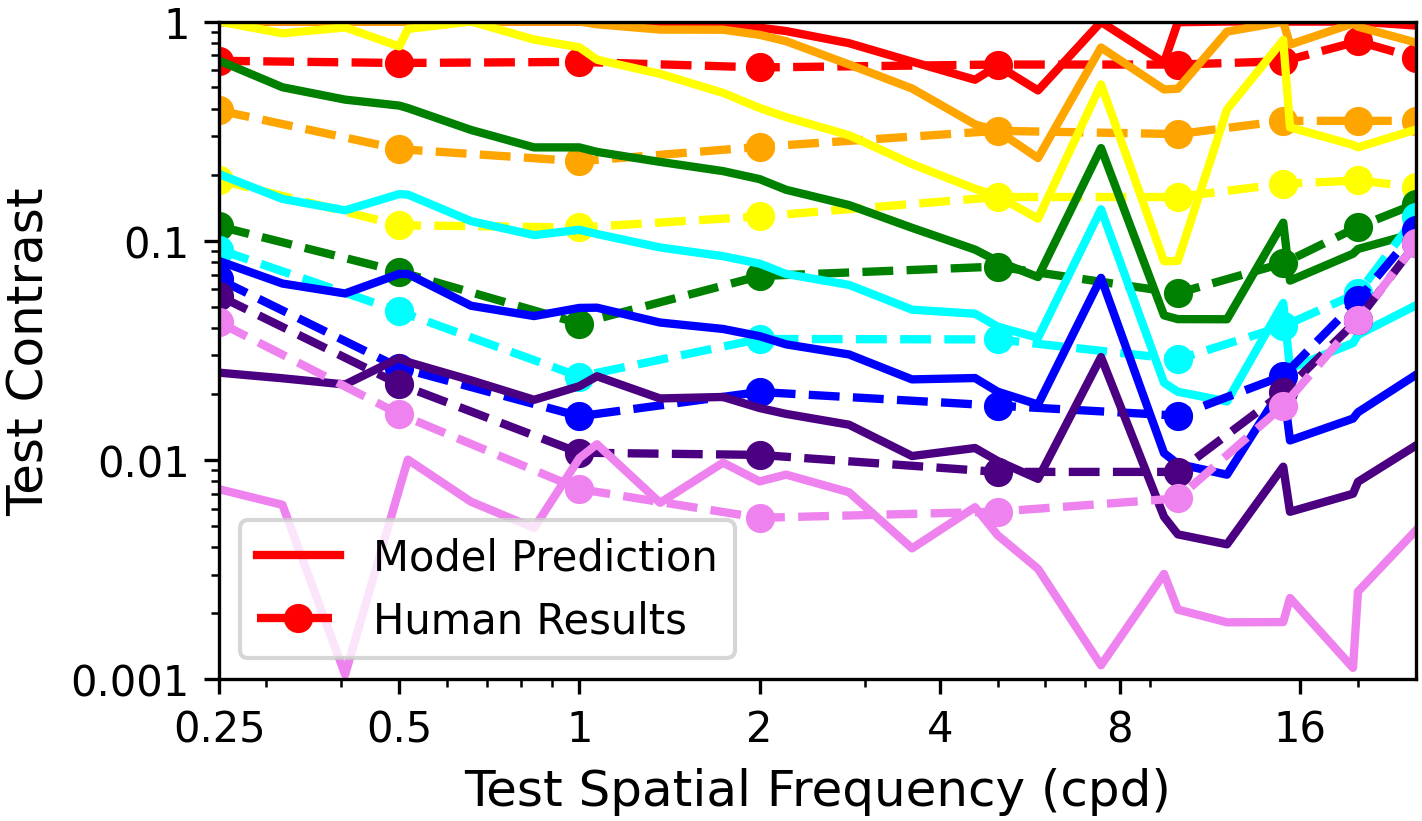 1
0.1
0.01
0.001
Test Contrast
Model Prediction
Human Results
0.25 0.5 1 2 4 8 16
Test Spatial Frequency (cpd)